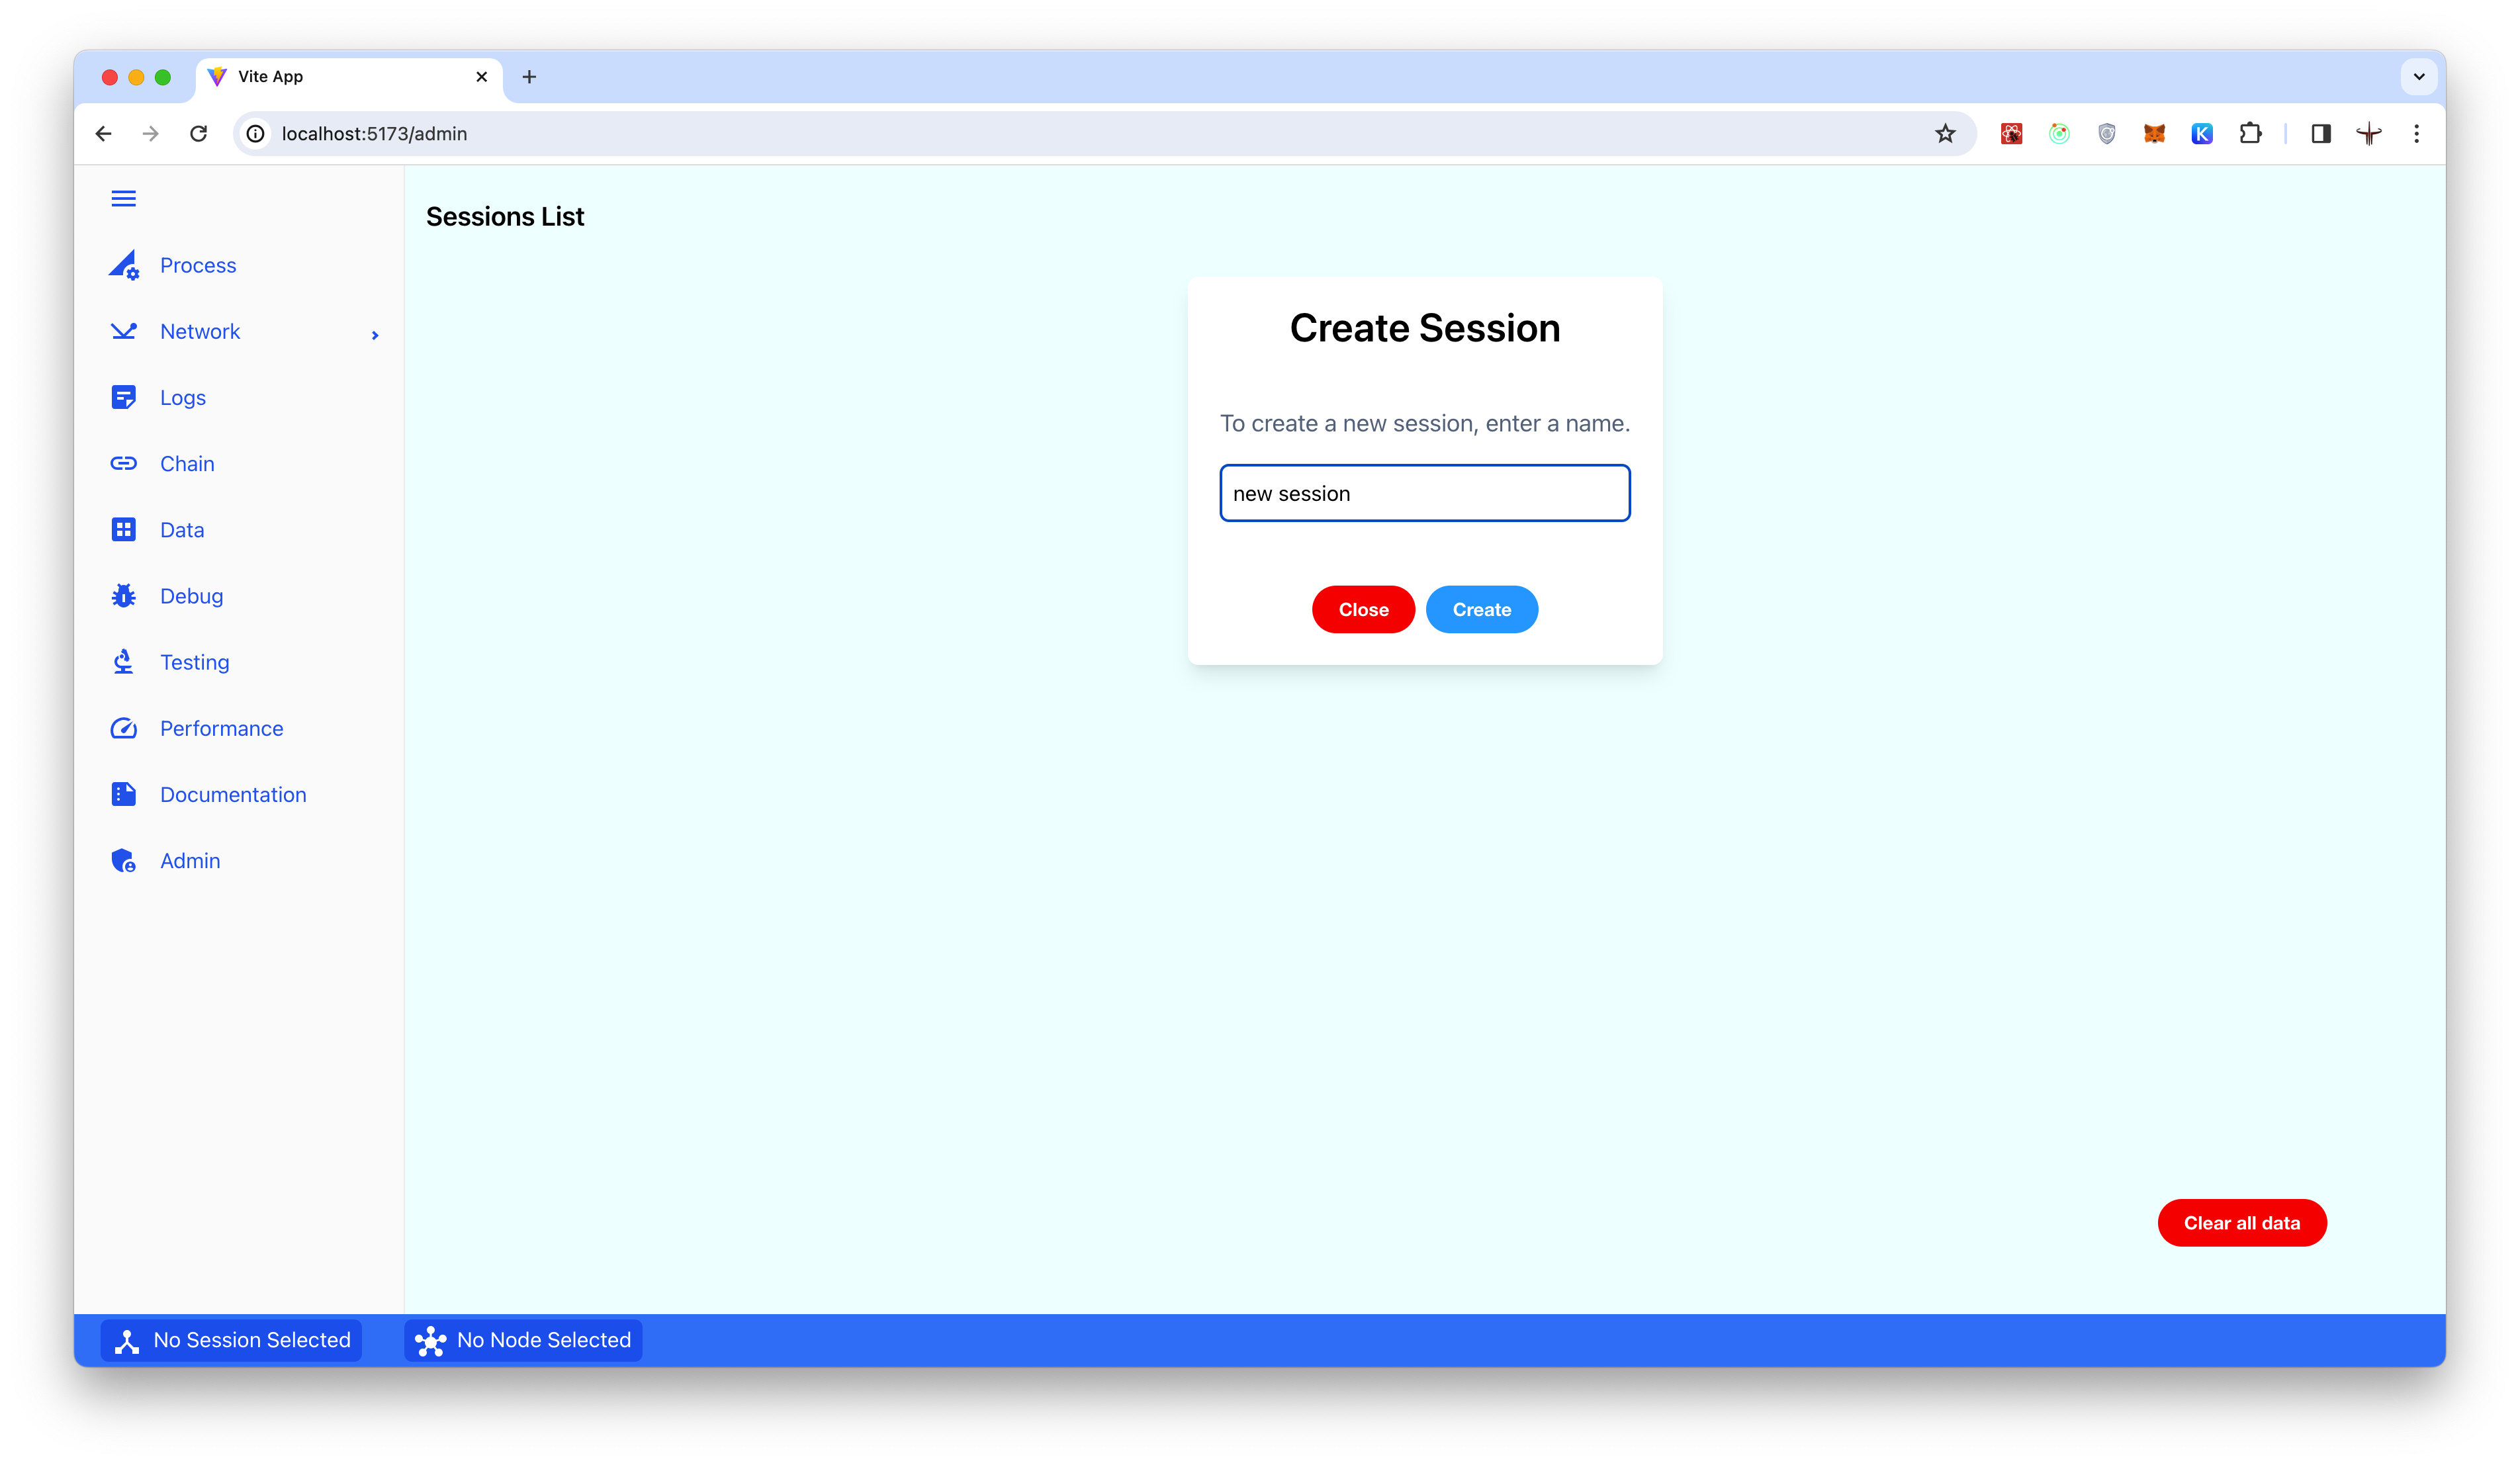 Vite App
localhost:5173/admin
Process
Network
Logs
Chain
Data
Debug
Testing
Performance
Documentation
Admin
Sessions List
Create Session
To create a new session, enter a name.
new session
Close
Create
Clear all data
No Session Selected
No Node Selected